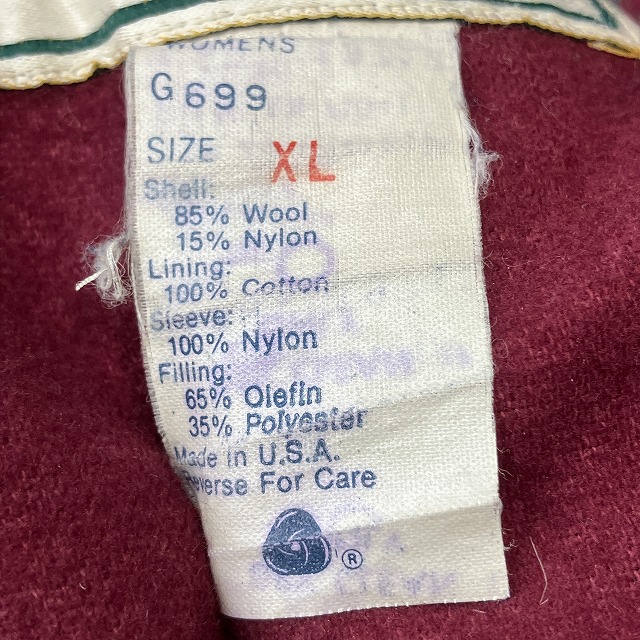 WOMENS
G 699
SIZE XL
Shell:
85% Wool
15% Nylon
Lining:
100% Cotton
Sleeve:
100% Nylon
Filling:
65% Olefin
35% Polyester
Made In U.S.A.
Reverse For Care
®